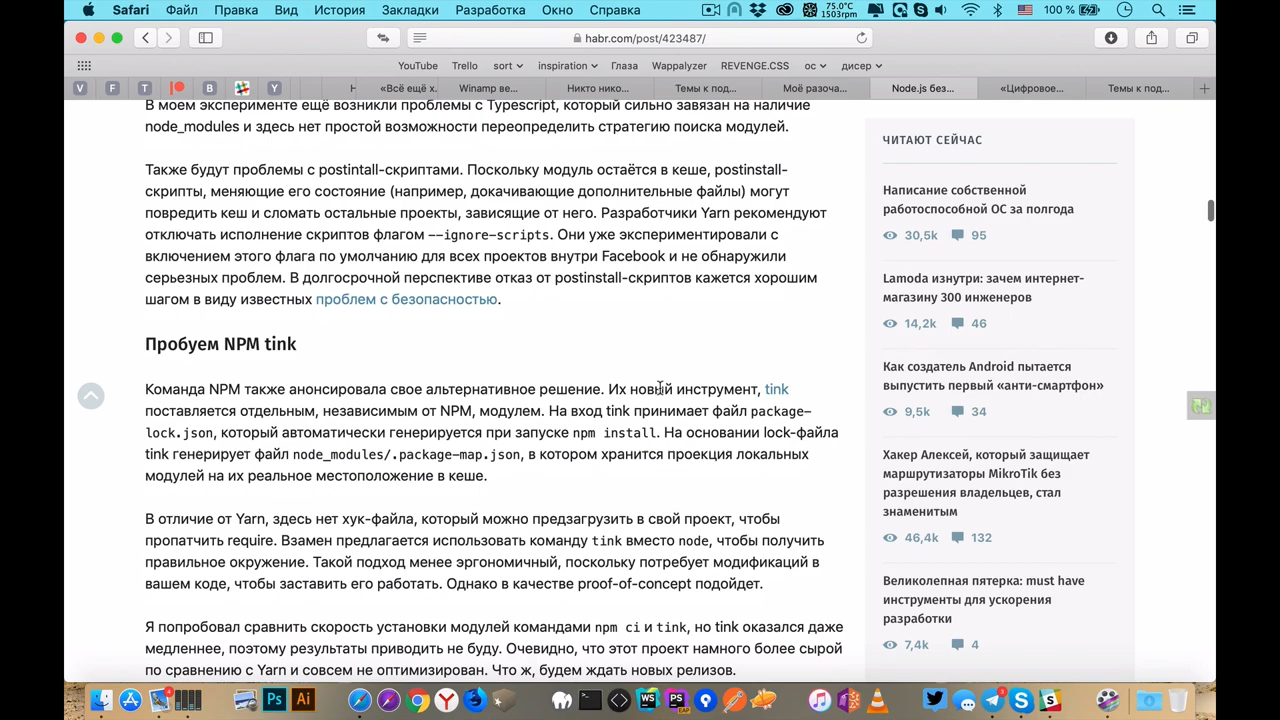 Safari Файл Правка Вид История Закладки Разработка Окно Справка 75.0°C 1503rpm 100 %
habr.com/post/423487/
YouTube Trello sort inspiration Глаза Wappalyzer REVENGE.CSS ос дисер
V F T B Y «Всё ещё х... Winamp ве... Никто нико... Темы к под... Моё разоча... Node.js без... «Цифровое... Темы к под...
В моем эксперименте ещё возникли проблемы с Typescript, который сильно завязан на наличие
node_modules и здесь нет простой возможности переопределить стратегию поиска модулей.
Также будут проблемы с postintall-скриптами. Поскольку модуль остаётся в кеше, postinstall-
скрипты, меняющие его состояние (например, докачивающие дополнительные файлы) могут
повредить кеш и сломать остальные проекты, зависящие от него. Разработчики Yarn рекомендуют
отключать исполнение скриптов флагом --ignore-scripts. Они уже экспериментировали с
включением этого флага по умолчанию для всех проектов внутри Facebook и не обнаружили
серьезных проблем. В долгосрочной перспективе отказ от postinstall-скриптов кажется хорошим
шагом в виду известных проблем с безопасностью.
Пробуем NPM tink
Команда NPM также анонсировала свое альтернативное решение. Их новый инструмент, tink
поставляется отдельным, независимым от NPM, модулем. На вход tink принимает файл package-
lock.json, который автоматически генерируется при запуске npm install. На основании lock-файла
tink генерирует файл node_modules/.package-map.json, в котором хранится проекция локальных
модулей на их реальное местоположение в кеше.
В отличие от Yarn, здесь нет хук-файла, который можно предзагрузить в свой проект, чтобы
пропатчить require. Взамен предлагается использовать команду tink вместо node, чтобы получить
правильное окружение. Такой подход менее эргономичный, поскольку потребует модификаций в
вашем коде, чтобы заставить его работать. Однако в качестве proof-of-concept подойдет.
Я попробовал сравнить скорость установки модулей командами npm ci и tink, но tink оказался даже
медленнее, поэтому результаты приводить не буду. Очевидно, что этот проект намного более сырой
по сравнению с Yarn и совсем не оптимизирован. Что ж, будем ждать новых релизов.
ЧИТАЮТ СЕЙЧАС
Написание собственной
работоспособной ОС за полгода
30,5k 95
Lamoda изнутри: зачем интернет-
магазину 300 инженеров
14,2k 46
Как создатель Android пытается
выпустить первый «анти-смартфон»
9,5k 34
Хакер Алексей, который защищает
маршрутизаторы MikroTik без
разрешения владельцев, стал
знаменитым
46,4k 132
Великолепная пятерка: must have
инструменты для ускорения
разработки
7,4k 4
Ps Ai WS PS EAP